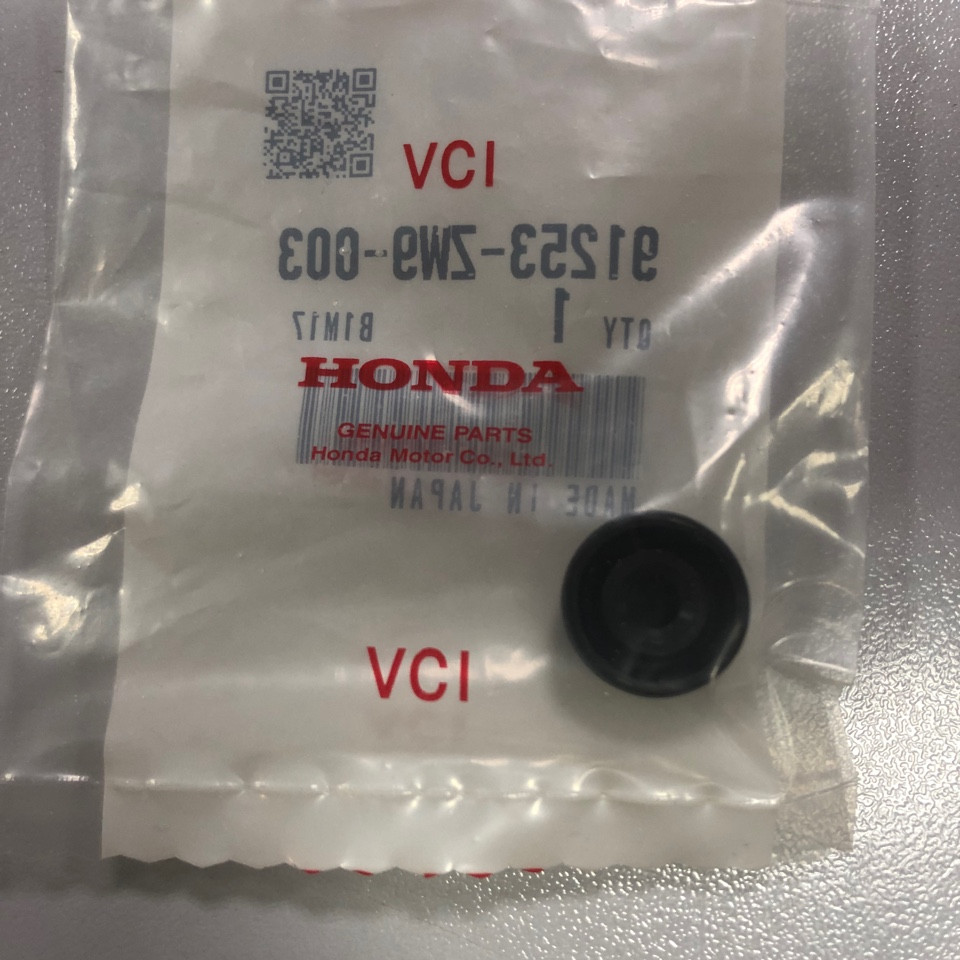 VCI
91253-ZW9-003
QTY 1 B1M17
HONDA
GENUINE PARTS
Honda Motor Co., Ltd.
MADE IN JAPAN
VCI